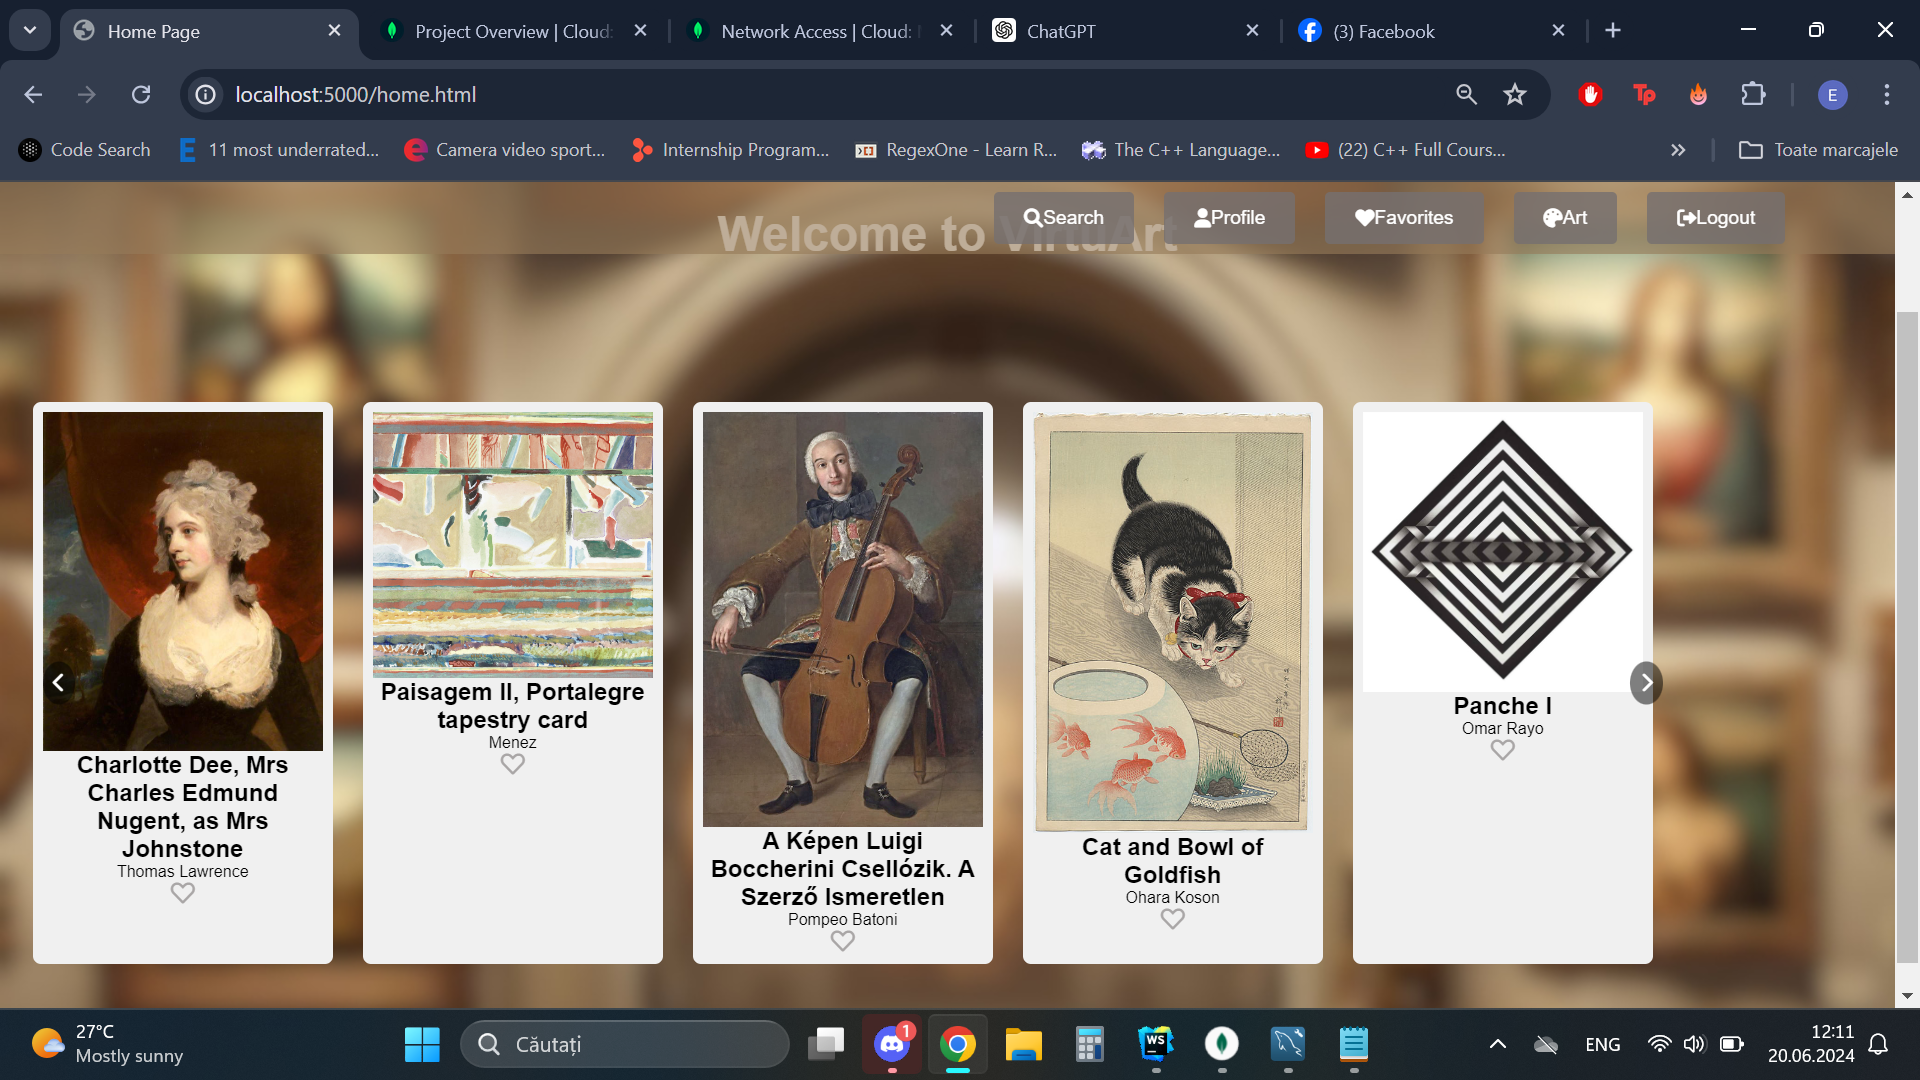 Home Page
Project Overview | Cloud:
Network Access | Cloud:
ChatGPT
(3) Facebook
localhost:5000/home.html
Tp
E
Code Search
11 most underrated...
Camera video sport...
Internship Program...
RegexOne - Learn R...
The C++ Language...
(22) C++ Full Cours...
Toate marcajele
Welcome to VirtuArt
Search
Profile
Favorites
Art
Logout
Charlotte Dee, Mrs
Charles Edmund
Nugent, as Mrs
Johnstone
Thomas Lawrence
Paisagem II, Portalegre
tapestry card
Menez
A Képen Luigi
Boccherini Csellózik. A
Szerző Ismeretlen
Pompeo Batoni
Cat and Bowl of
Goldfish
Ohara Koson
Panche I
Omar Rayo
27°C
Mostly sunny
Căutați
1
WS
ENG
12:11
20.06.2024